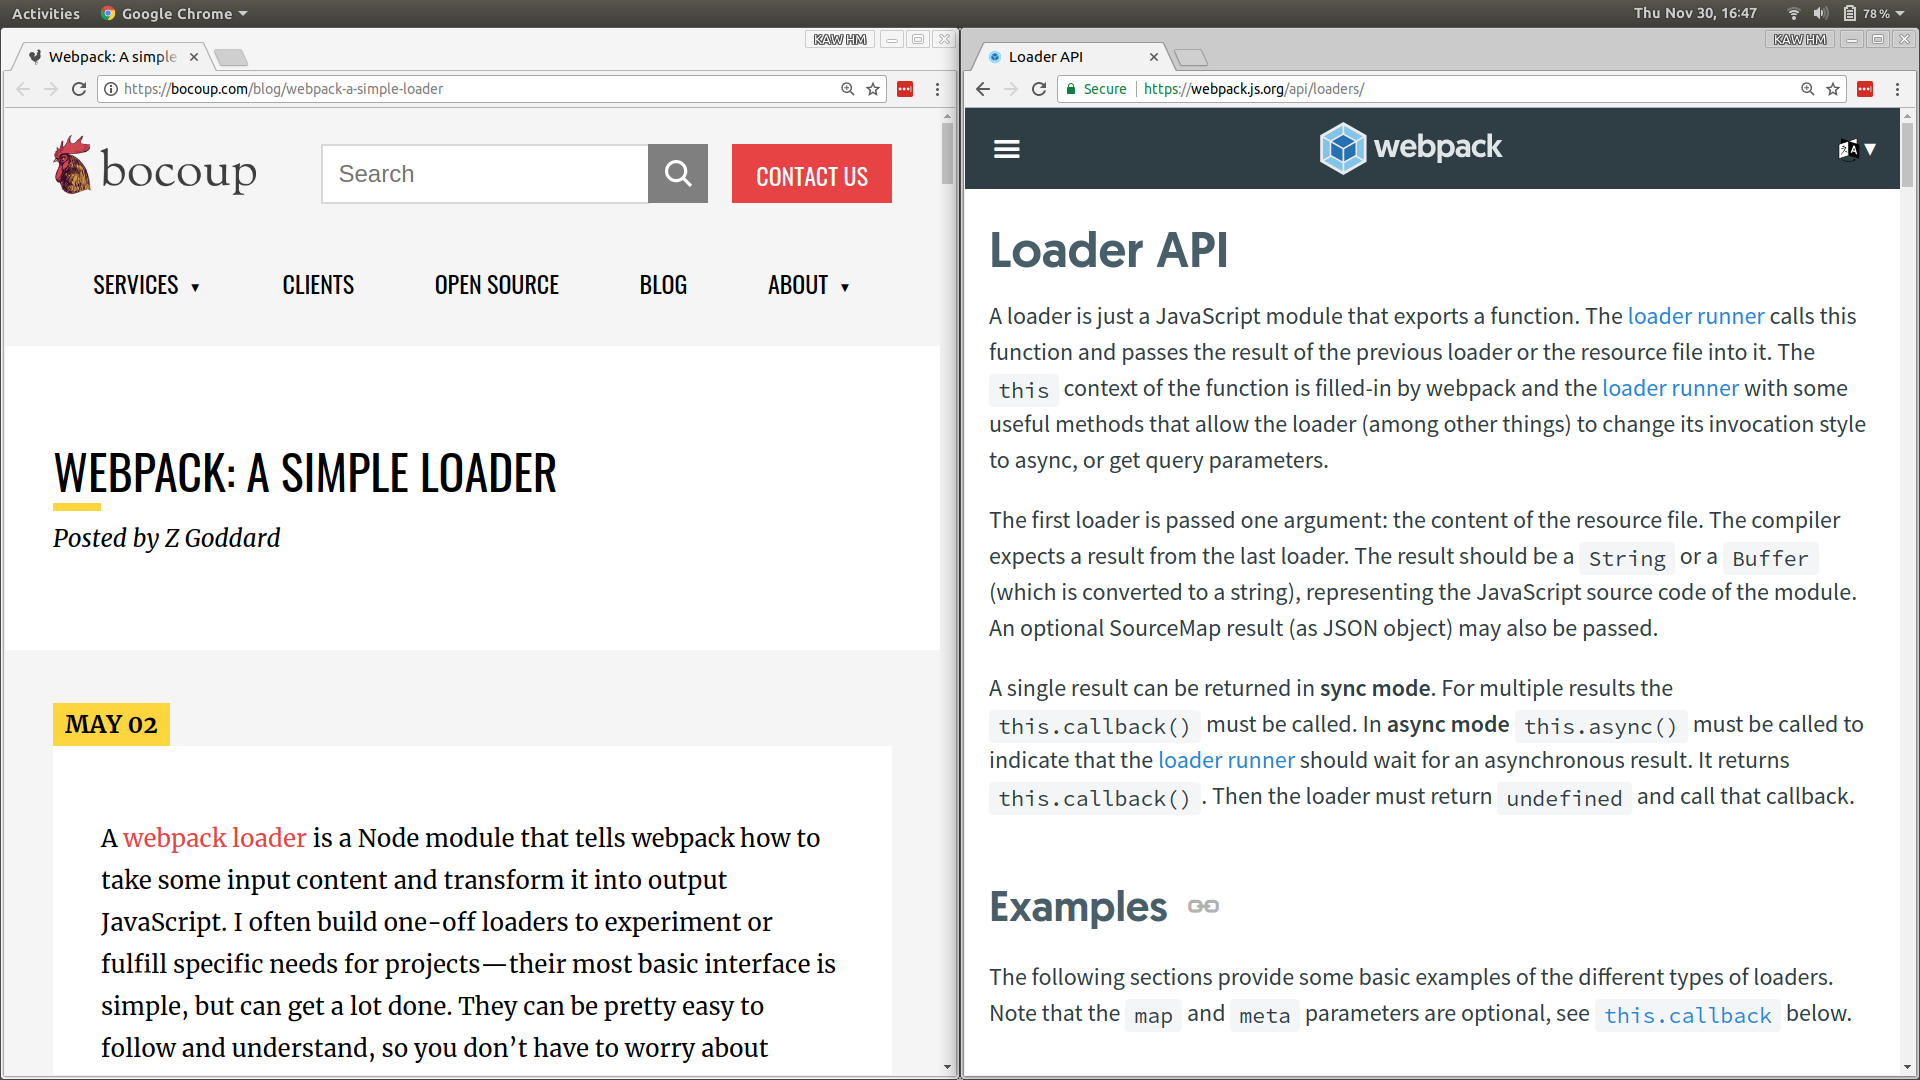 Activities Google Chrome Thu Nov 30, 16:47 78%
KAW HM
Webpack: A simple
https://bocoup.com/blog/webpack-a-simple-loader
bocoup Search CONTACT US
SERVICES CLIENTS OPEN SOURCE BLOG ABOUT
WEBPACK: A SIMPLE LOADER
Posted by Z Goddard
MAY 02
A webpack loader is a Node module that tells webpack how to
take some input content and transform it into output
JavaScript. I often build one-off loaders to experiment or
fulfill specific needs for projects—their most basic interface is
simple, but can get a lot done. They can be pretty easy to
follow and understand, so you don’t have to worry about
KAW HM
Loader API
Secure https://webpack.js.org/api/loaders/
webpack
Loader API
A loader is just a JavaScript module that exports a function. The loader runner calls this
function and passes the result of the previous loader or the resource file into it. The
this context of the function is filled-in by webpack and the loader runner with some
useful methods that allow the loader (among other things) to change its invocation style
to async, or get query parameters.
The first loader is passed one argument: the content of the resource file. The compiler
expects a result from the last loader. The result should be a String or a Buffer
(which is converted to a string), representing the JavaScript source code of the module.
An optional SourceMap result (as JSON object) may also be passed.
A single result can be returned in sync mode. For multiple results the
this.callback() must be called. In async mode this.async() must be called to
indicate that the loader runner should wait for an asynchronous result. It returns
this.callback(). Then the loader must return undefined and call that callback.
Examples
The following sections provide some basic examples of the different types of loaders.
Note that the map and meta parameters are optional, see this.callback below.